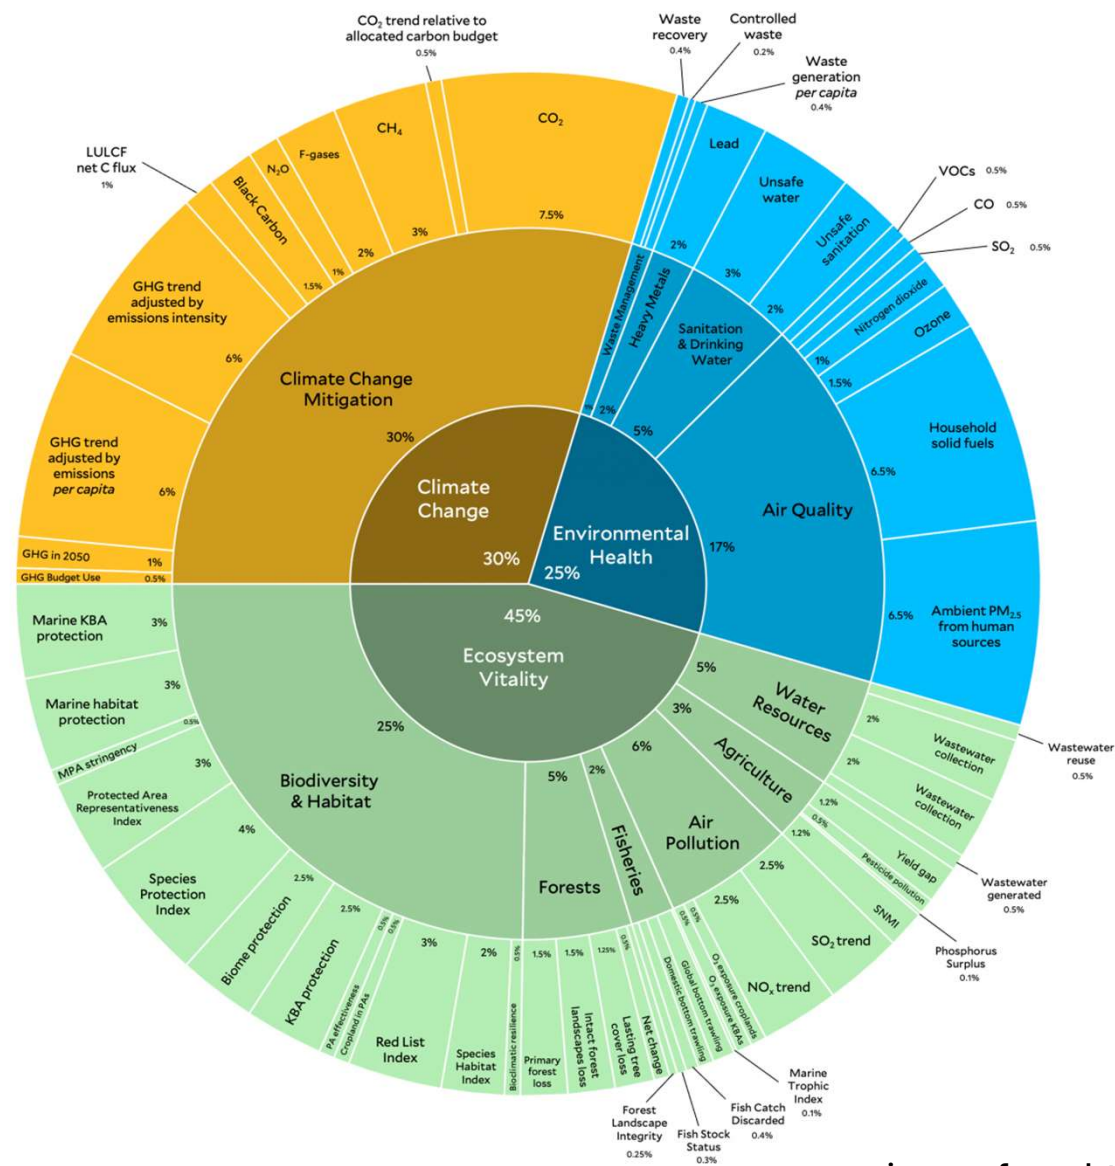 CO₂ trend relative to
allocated carbon budget
0.5%
Waste
recovery
0.4%
Controlled
waste
0.2%
Waste
generation
per capita
0.4%
LULCF
net C flux
1%
Black Carbon
1.5%
N₂O
1%
F-gases
2%
CH₄
3%
CO₂
7.5%
Lead
2%
Unsafe
water
3%
Unsafe
sanitation
2%
VOCs 0.5%
CO 0.5%
SO₂ 0.5%
Nitrogen dioxide
1%
Ozone
1.5%
Household
solid fuels
6.5%
Ambient PM₂.₅
from human
sources
6.5%
GHG trend
adjusted by
emissions intensity
6%
GHG trend
adjusted by
emissions
per capita
6%
GHG in 2050
1%
GHG Budget Use
0.5%
Climate Change
Mitigation
30%
Waste Management
Heavy Metals
2%
Sanitation
& Drinking
Water
5%
Air Quality
17%
Climate
Change
30%
Environmental
Health
25%
45%
Ecosystem
Vitality
5%
Water
Resources
3%
Agriculture
6%
Air
Pollution
2%
Fisheries
5%
Forests
25%
Biodiversity
& Habitat
Marine KBA
protection
3%
Marine habitat
protection
3%
MPA stringency
0.5%
Protected Area
Representativeness
Index
3%
Species
Protection
Index
4%
Biome protection
2.5%
KBA protection
2.5%
PA effectiveness
0.5%
Cropland in PAs
0.5%
Red List
Index
3%
Species
Habitat
Index
2%
Bioclimatic resilience
0.5%
Primary
forest
loss
1.5%
Intact forest
landscapes loss
1.5%
Lasting tree
cover loss
1.25%
Net change
0.5%
Forest
Landscape
Integrity
0.25%
Fish Stock
Status
0.3%
Fish Catch
Discarded
0.4%
Marine
Trophic
Index
0.1%
Domestic bottom trawling
Global bottom trawling
O₃ exposure KBAs
0.5%
O₃ exposure croplands
0.5%
NOₓ trend
2.5%
SO₂ trend
2.5%
SNMI
1.2%
Phosphorus
Surplus
0.1%
Pesticide pollution
0.5%
Yield gap
1.2%
Wastewater
generated
0.5%
Wastewater
collection
2%
Wastewater
collection
2%
Wastewater
reuse
0.5%